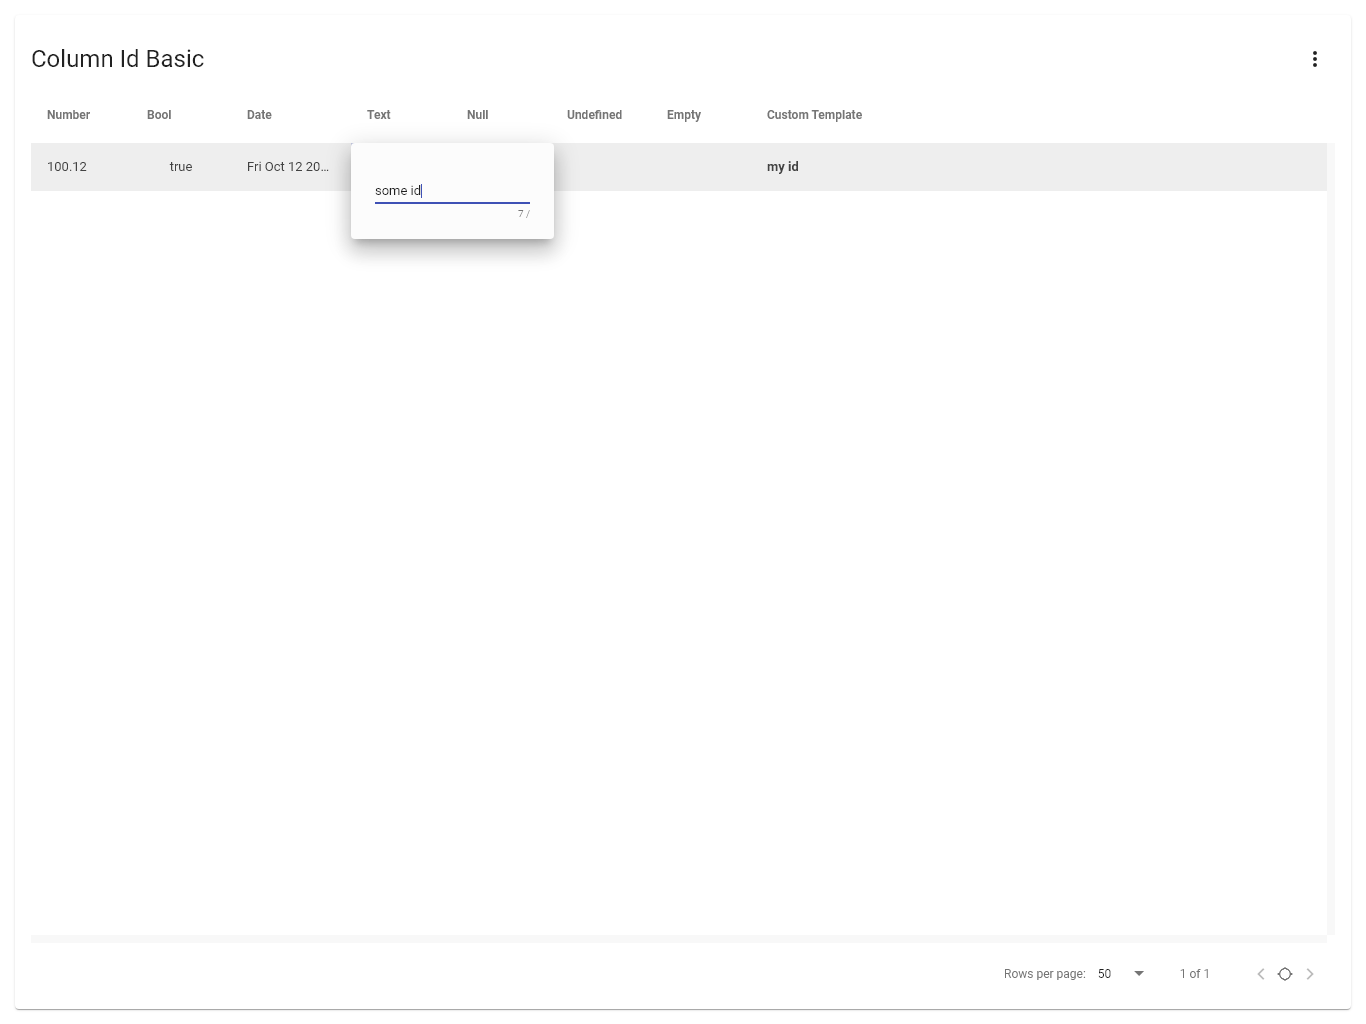 Column Id Basic
Number Bool Date Text Null Undefined Empty Custom Template
100.12 true Fri Oct 12 20... my id
some id
7 /
Rows per page: 50 1 of 1